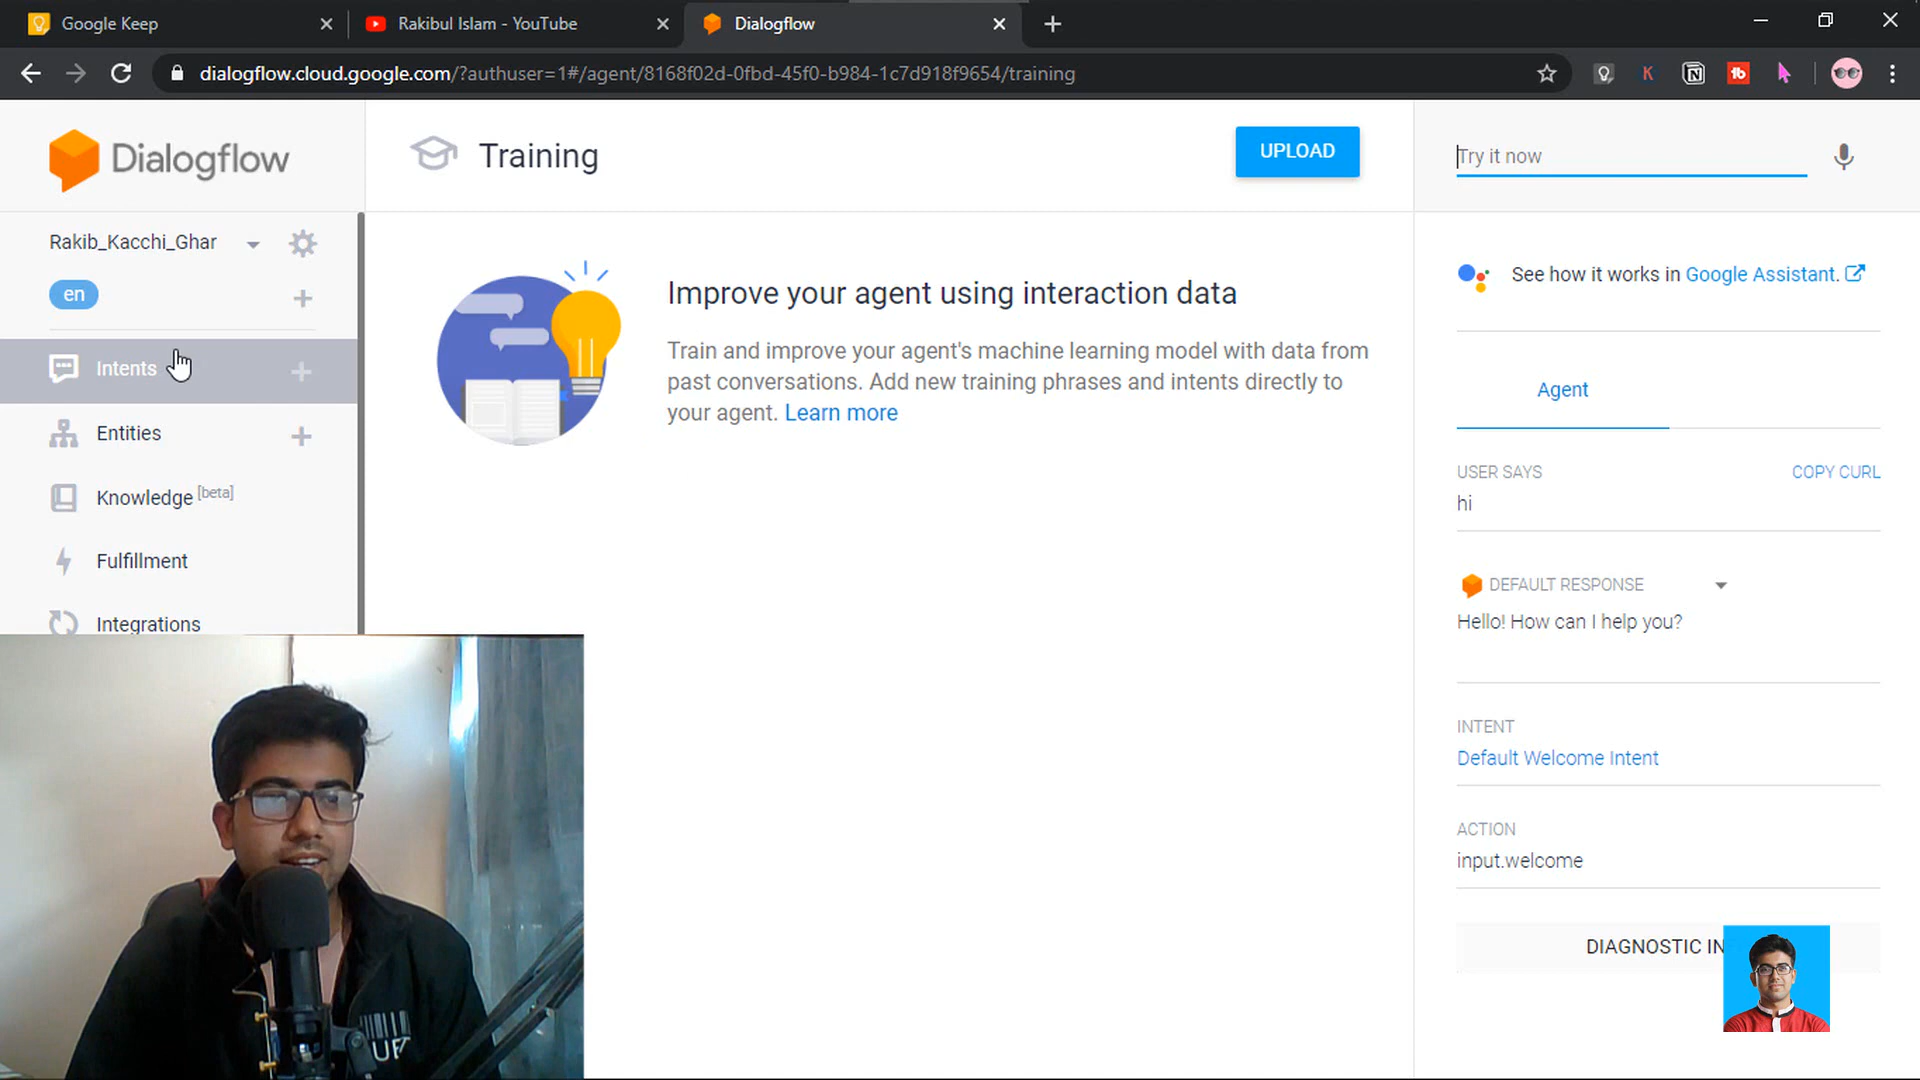 Google Keep
Rakibul Islam - YouTube
Dialogflow
dialogflow.cloud.google.com/?authuser=1#/agent/8168f02d-0fbd-45f0-b984-1c7d918f9654/training
K
N
tb
Dialogflow
Training
UPLOAD
Try it now
Rakib_Kacchi_Ghar
en
Intents
Entities
Knowledge [beta]
Fulfillment
Integrations
Improve your agent using interaction data
Train and improve your agent's machine learning model with data from
past conversations. Add new training phrases and intents directly to
your agent. Learn more
See how it works in Google Assistant.
Agent
USER SAYS
COPY CURL
hi
DEFAULT RESPONSE
Hello! How can I help you?
INTENT
Default Welcome Intent
ACTION
input.welcome
DIAGNOSTIC IN